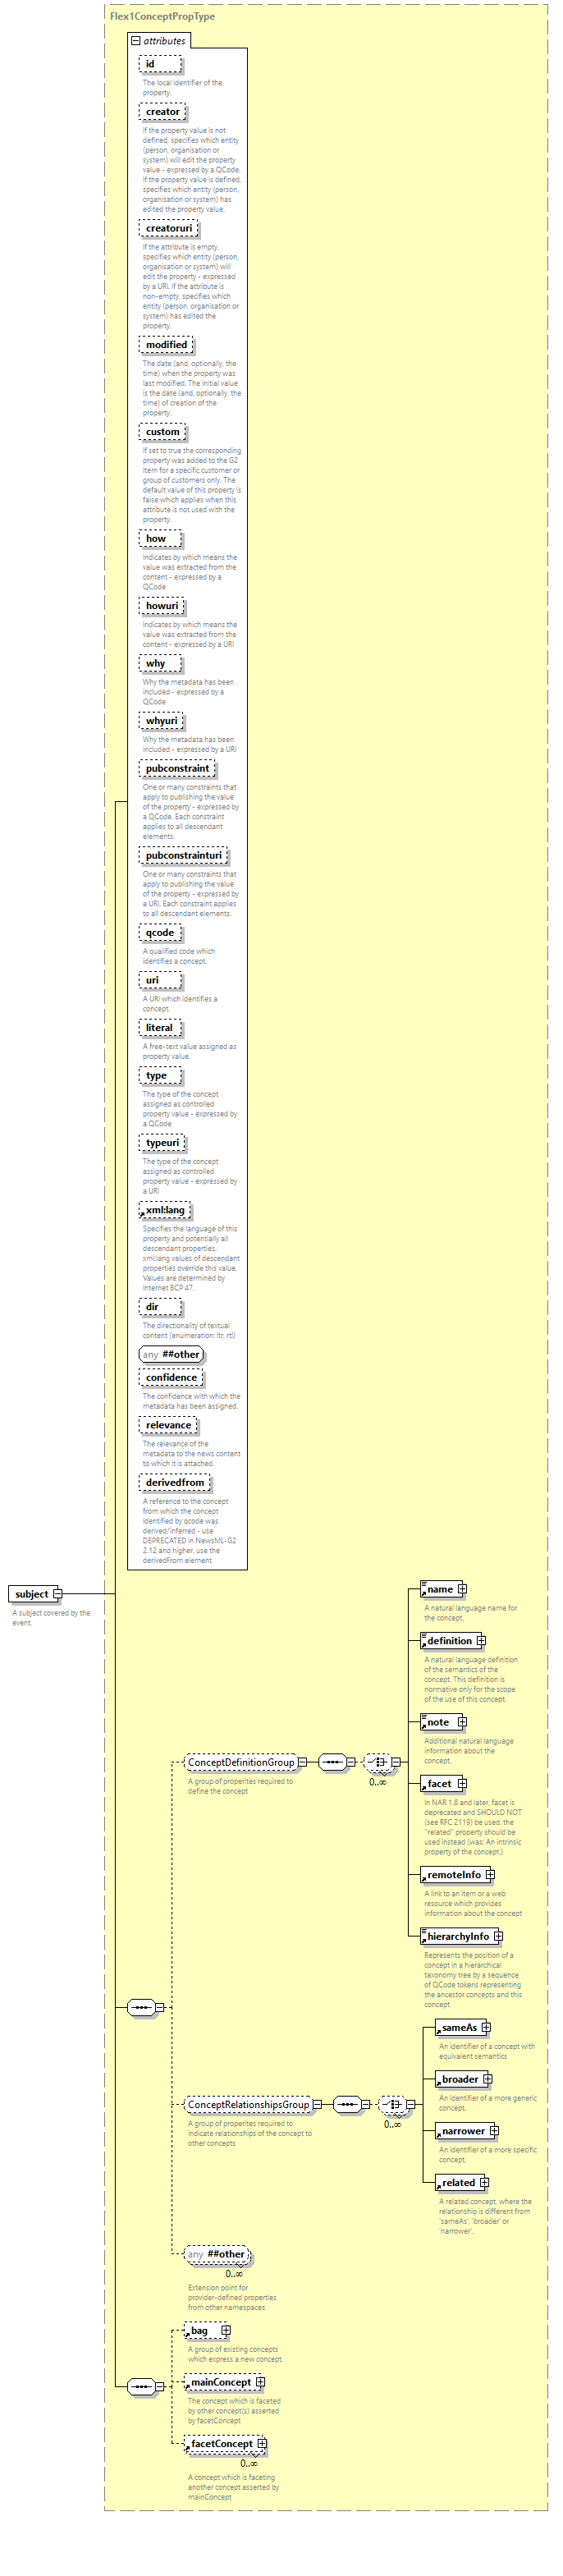 Flex1ConceptPropType
attributes
id
The local identifier of the
property.
creator
If the property value is not
defined, specifies which entity
(person, organisation or
system) will edit the property
value - expressed by a QCode.
If the property value is defined,
specifies which entity (person,
organisation or system) has
edited the property value.
creatoruri
If the attribute is empty,
specifies which entity (person,
organisation or system) will
edit the property - expressed
by a URI. If the attribute is
non-empty, specifies which
entity (person, organisation or
system) has edited the
property.
modified
The date (and, optionally, the
time) when the property was
last modified. The initial value
is the date (and, optionally, the
time) of creation of the
property.
custom
If set to true the corresponding
property was added to the G2
Item for a specific customer or
group of customers only. The
default value of this property is
false which applies when this
attribute is not used with the
property.
how
Indicates by which means the
value was extracted from the
content - expressed by a
QCode
howuri
Indicates by which means the
value was extracted from the
content - expressed by a URI
why
Why the metadata has been
included - expressed by a
QCode
whyuri
Why the metadata has been
included - expressed by a URI
pubconstraint
One or many constraints that
apply to publishing the value
of the property - expressed by
a QCode. Each constraint
applies to all descendant
elements.
pubconstrainturi
One or many constraints that
apply to publishing the value
of the property - expressed by
a URI. Each constraint applies
to all descendant elements.
qcode
A qualified code which
identifies a concept.
uri
A URI which identifies a
concept.
literal
A free-text value assigned as
property value.
type
The type of the concept
assigned as controlled
property value - expressed by
a QCode
typeuri
The type of the concept
assigned as controlled
property value - expressed by
a URI
xml:lang
Specifies the language of this
property and potentially all
descendant properties.
xml:lang values of descendant
properties override this value.
Values are determined by
Internet BCP 47.
dir
The directionality of textual
content (enumeration: ltr, rtl)
any ##other
confidence
The confidence with which the
metadata has been assigned.
relevance
The relevance of the
metadata to the news content
to which it is attached.
derivedfrom
A reference to the concept
from which the concept
identified by qcode was
derived/inferred - use
DEPRECATED in NewsML-G2
2.12 and higher, use the
derivedFrom element
subject
A subject covered by the
event.
name
A natural language name for
the concept.
definition
A natural language definition
of the semantics of the
concept. This definition is
normative only for the scope
of the use of this concept.
note
Additional natural language
information about the
concept.
ConceptDefinitionGroup
0..∞
A group of properites required to
define the concept
facet
In NAR 1.8 and later, facet is
deprecated and SHOULD NOT
(see RFC 2119) be used, the
"related" property should be
used instead (was: An intrinsic
property of the concept.)
remoteInfo
A link to an item or a web
resource which provides
information about the concept
hierarchyInfo
Represents the position of a
concept in a hierarchical
taxonomy tree by a sequence
of QCode tokens representing
the ancestor concepts and this
concept
sameAs
An identifier of a concept with
equivalent semantics
broader
An identifier of a more generic
concept.
ConceptRelationshipsGroup
0..∞
A group of properites required to
indicate relationships of the concept to
other concepts
narrower
An identifier of a more specific
concept.
related
A related concept, where the
relationship is different from
'sameAs', 'broader' or
'narrower'.
any ##other
0..∞
Extension point for
provider-defined properties
from other namespaces
bag
A group of existing concepts
which express a new concept.
mainConcept
The concept which is faceted
by other concept(s) asserted
by facetConcept
facetConcept
0..∞
A concept which is faceting
another concept asserted by
mainConcept